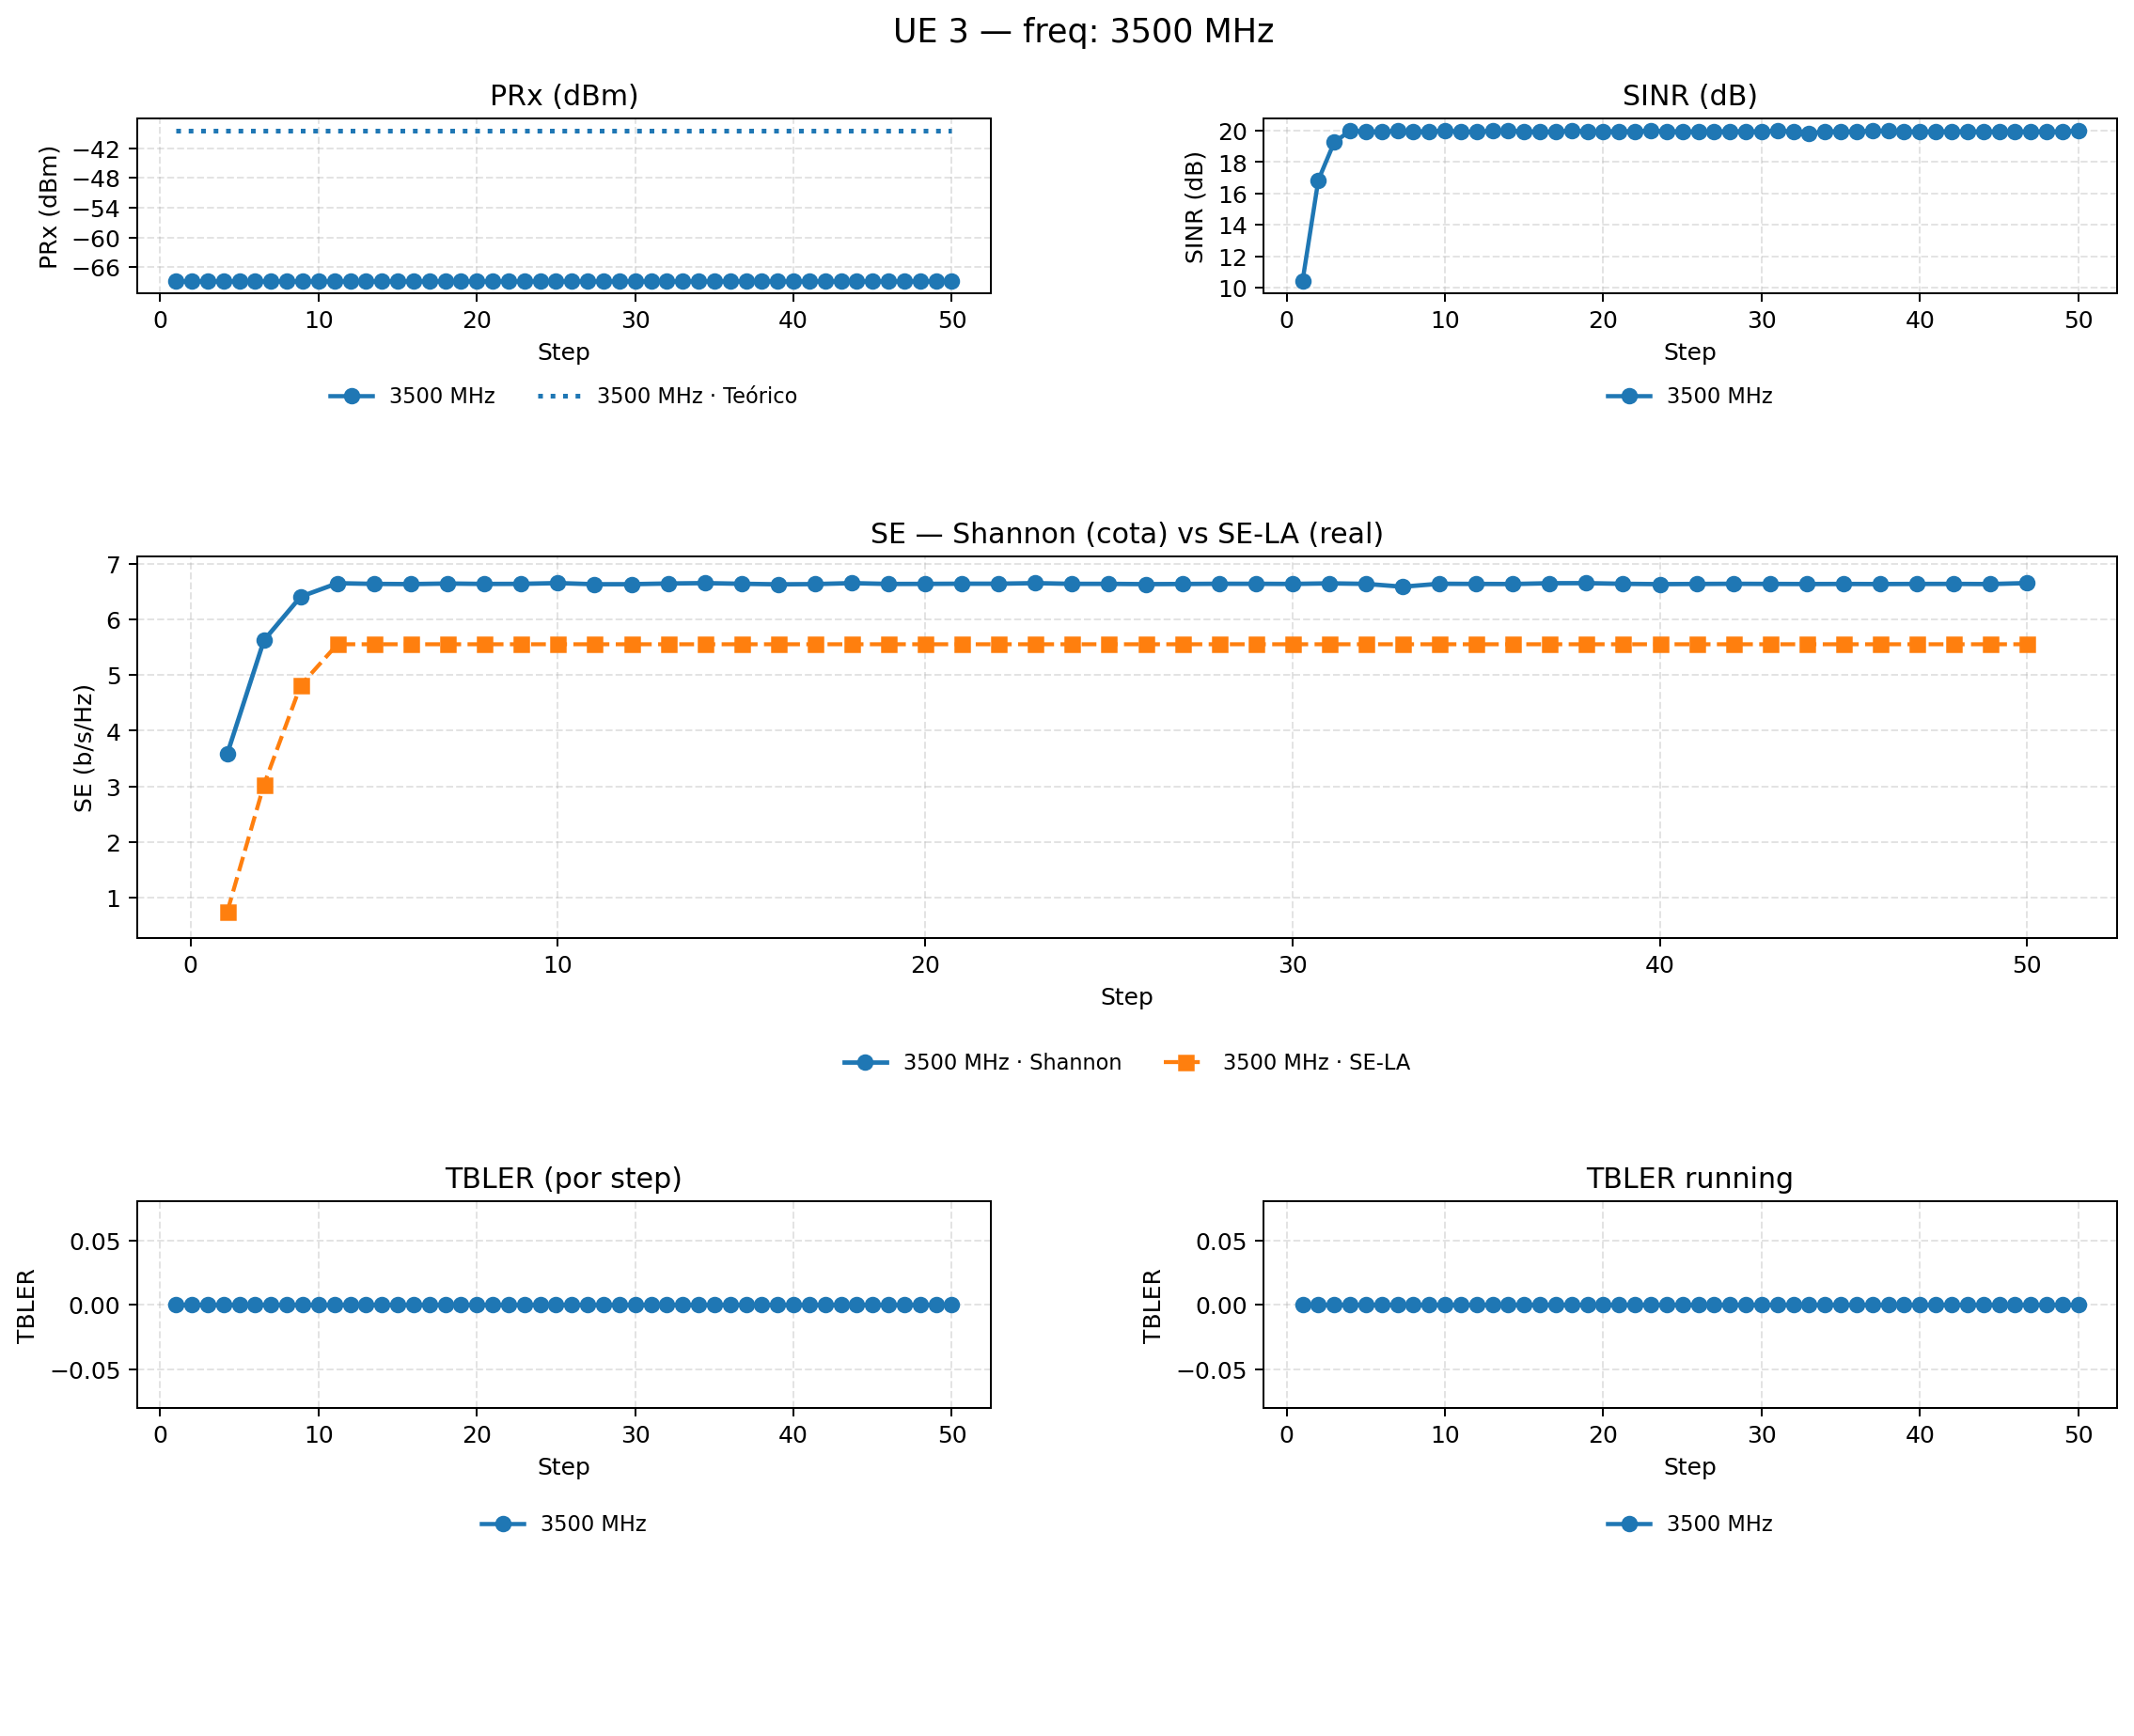 UE 3 — freq: 3500 MHz
PRx (dBm)
PRx (dBm)
−42
−48
−54
−60
−66
0 10 20 30 40 50
Step
3500 MHz 3500 MHz · Teórico
SINR (dB)
SINR (dB)
20
18
16
14
12
10
0 10 20 30 40 50
Step
3500 MHz
SE — Shannon (cota) vs SE-LA (real)
SE (b/s/Hz)
7
6
5
4
3
2
1
0 10 20 30 40 50
Step
3500 MHz · Shannon 3500 MHz · SE-LA
TBLER (por step)
TBLER
0.05
0.00
−0.05
0 10 20 30 40 50
Step
3500 MHz
TBLER running
TBLER
0.05
0.00
−0.05
0 10 20 30 40 50
Step
3500 MHz